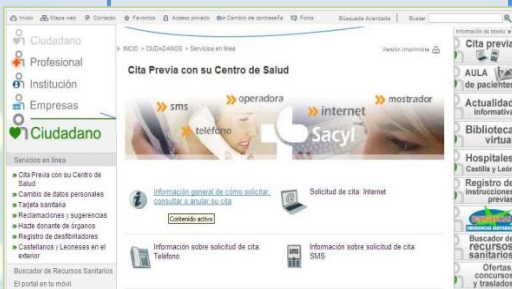 Inicio Mapa web Contacto Favoritos Acceso privado Cambio de contraseña Foros Búsqueda Avanzada Buscar
Ciudadano
Profesional
Institución
Empresas
Ciudadano
Servicios en línea
Cita Previa con su Centro de
Salud
Cambio de datos personales
Tarjeta sanitaria
Reclamaciones y sugerencias
Hazte donante de órganos
Registro de desfibriladores
Castellanos y Leoneses en el
exterior
Buscador de Recursos Sanitarios
El portal en tu móvil
INICIO > CIUDADANOS > Servicios en línea
Versión imprimible
Cita Previa con su Centro de Salud
sms
operadora
teléfono
internet
mostrador
Sacyl
Información general de cómo solicitar,
consultar o anular su cita
Contenido activo
Solicitud de cita: Internet
Información sobre solicitud de cita:
Teléfono
Información sobre solicitud de cita:
SMS
Información de interés
Cita previa
AULA
de pacientes
Actualidad
informativa
Biblioteca
virtual
Hospitales
Castilla y León
Registro de
instrucciones
previas
EMERGENCIAS SANITARIAS
Buscador de
recursos
sanitarios
Ofertas,
concursos
y traslados